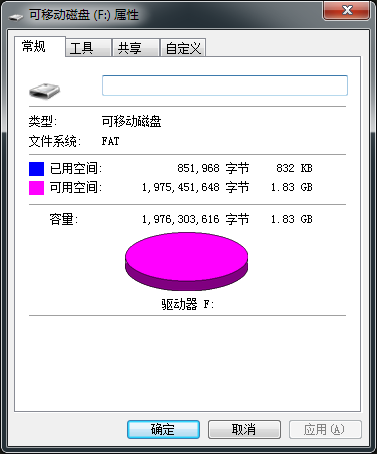 可移动磁盘 (F:) 属性
常规 工具 共享 自定义
类型: 可移动磁盘
文件系统: FAT
已用空间: 851,968 字节 832 KB
可用空间: 1,975,451,648 字节 1.83 GB
容量: 1,976,303,616 字节 1.83 GB
驱动器 F:
确定 取消 应用(A)